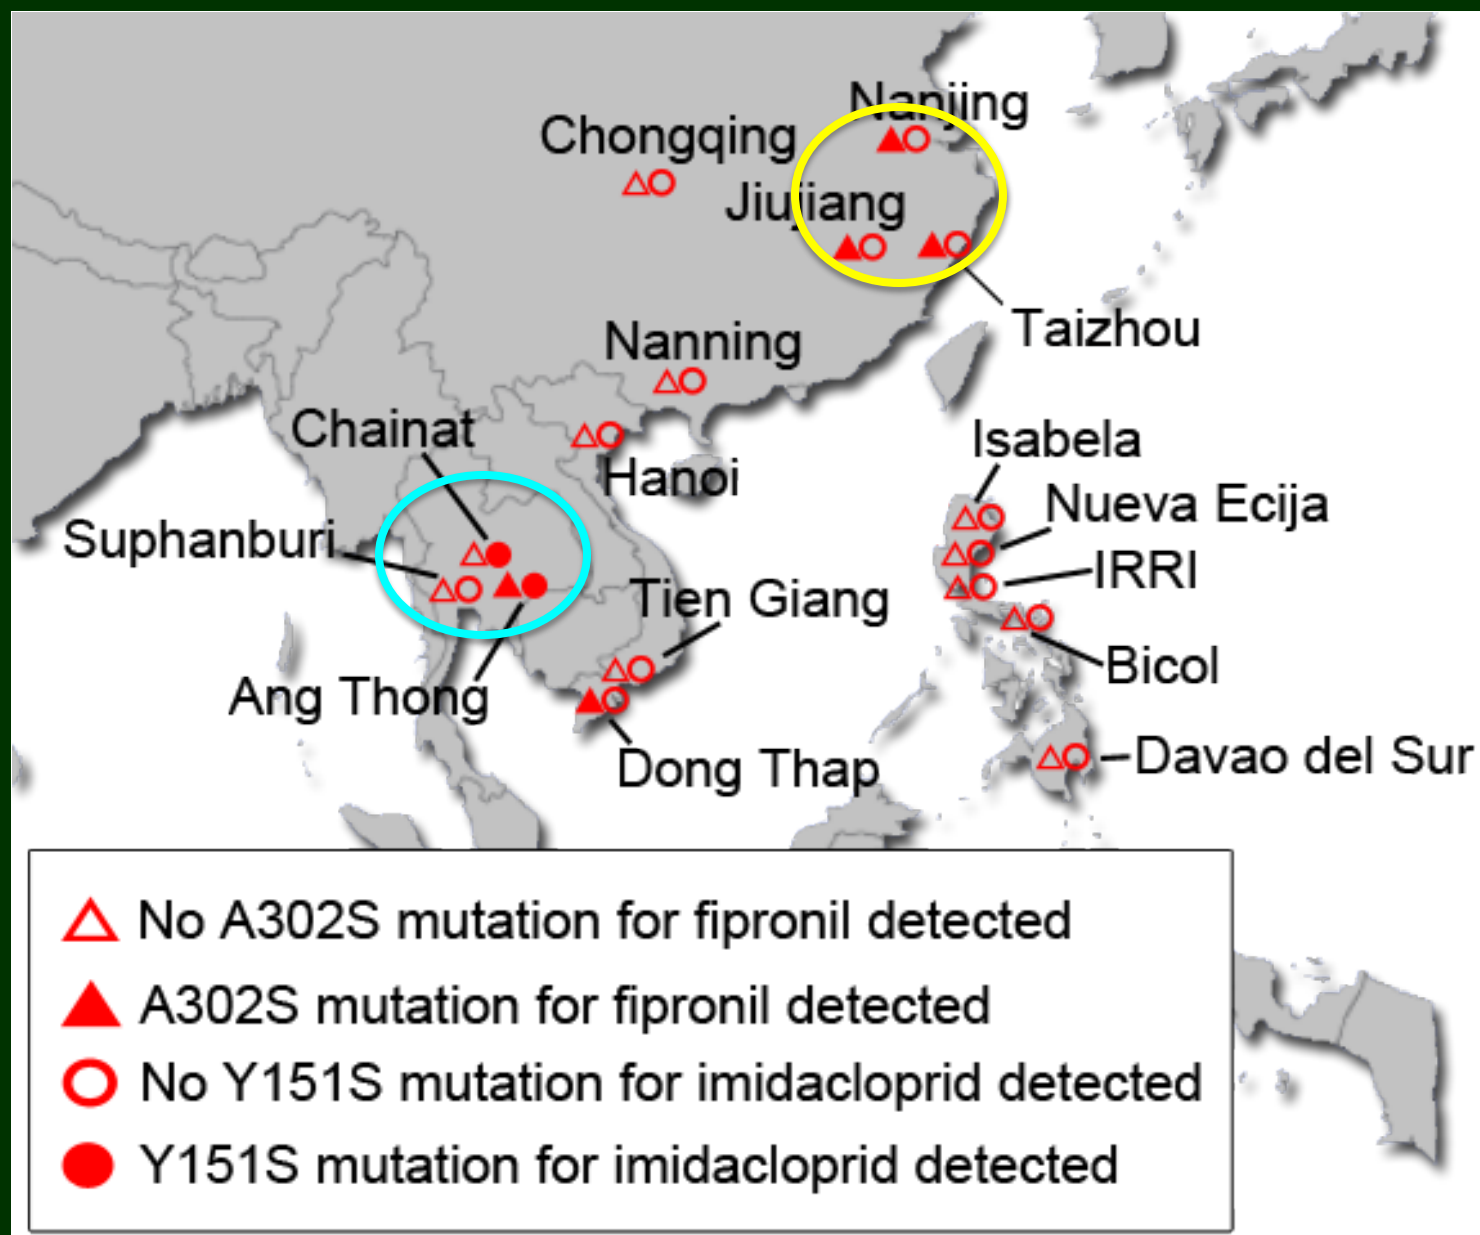 Nanjing
Chongqing
Jiujiang
Taizhou
Nanning
Chainat
Isabela
Hanoi
Nueva Ecija
Suphanburi
IRRI
Tien Giang
Bicol
Ang Thong
Dong Thap
Davao del Sur
No A302S mutation for fipronil detected
A302S mutation for fipronil detected
No Y151S mutation for imidacloprid detected
Y151S mutation for imidacloprid detected